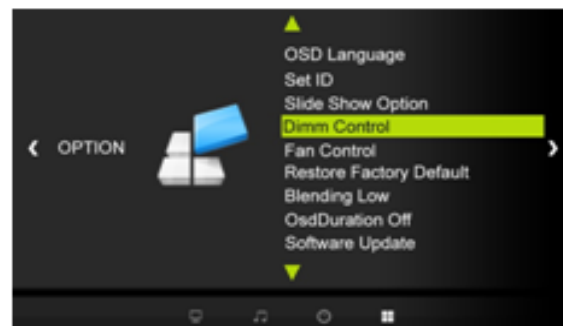 OPTION
OSD Language
Set ID
Slide Show Option
Dimm Control
Fan Control
Restore Factory Default
Blending Low
OsdDuration Off
Software Update